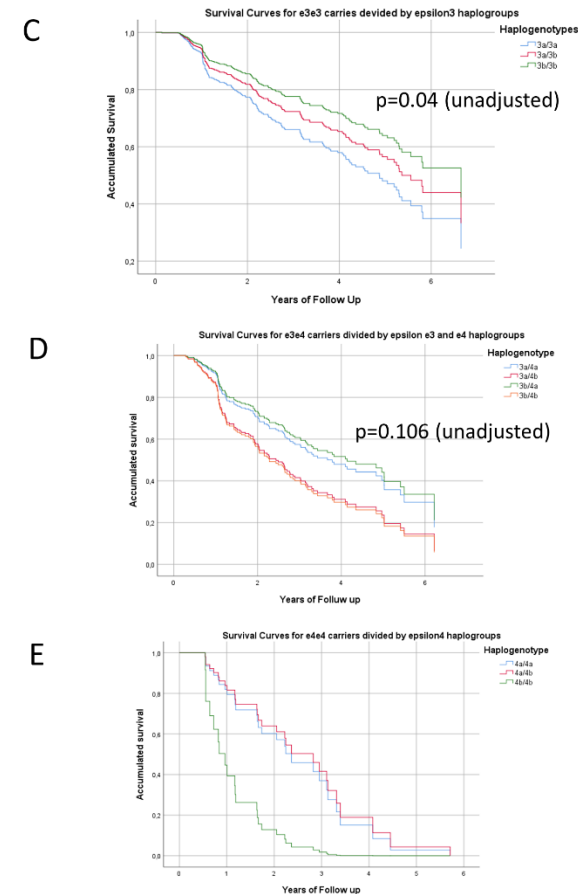 C
Survival Curves for e3e3 carries devided by epsilon3 haplogroups
Haplogenotypes
3a/3a
3a/3b
3b/3b
p=0.04 (unadjusted)
Accumulated Survival
1,0
0,8
0,6
0,4
0,2
0
2
4
6
Years of Follow Up
D
Survival Curves for e3e4 carriers divided by epsilon e3 and e4 haplogroups
Haplogenotype
3a/4a
3a/4b
3b/4a
3b/4b
p=0.106 (unadjusted)
Accumulated survival
1,0
0,8
0,6
0,4
0,2
0,0
0
2
4
6
Years of Follow up
E
Survival Curves for e4e4 carriers divided by epsilon4 haplogroups
Haplogenotype
4a/4a
4a/4b
4b/4b
Accumulated survival
1,0
0,8
0,6
0,4
0,2
0,0
0
1
2
3
4
5
6
Years of Follow Up